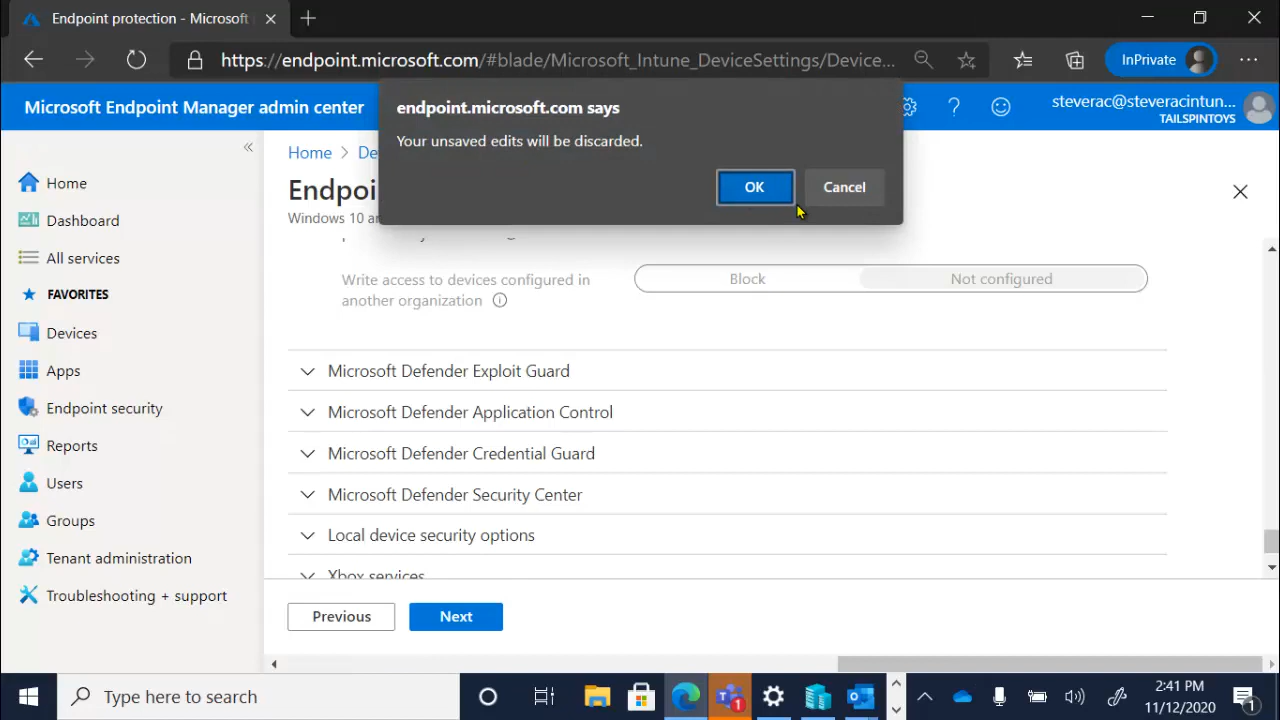 Endpoint protection - Microsoft
https://endpoint.microsoft.com/#blade/Microsoft_Intune_DeviceSettings/Device...
InPrivate
Microsoft Endpoint Manager admin center
steverac@steveracintun...
TAILSPINTOYS
endpoint.microsoft.com says
Your unsaved edits will be discarded.
OK
Cancel
Home
Dashboard
All services
FAVORITES
Devices
Apps
Endpoint security
Reports
Users
Groups
Tenant administration
Troubleshooting + support
Home > De
Endpoi
Windows 10 an
Write access to devices configured in
another organization
Block
Not configured
Microsoft Defender Exploit Guard
Microsoft Defender Application Control
Microsoft Defender Credential Guard
Microsoft Defender Security Center
Local device security options
Xbox services
Previous
Next
Type here to search
1
2:41 PM
11/12/2020
1